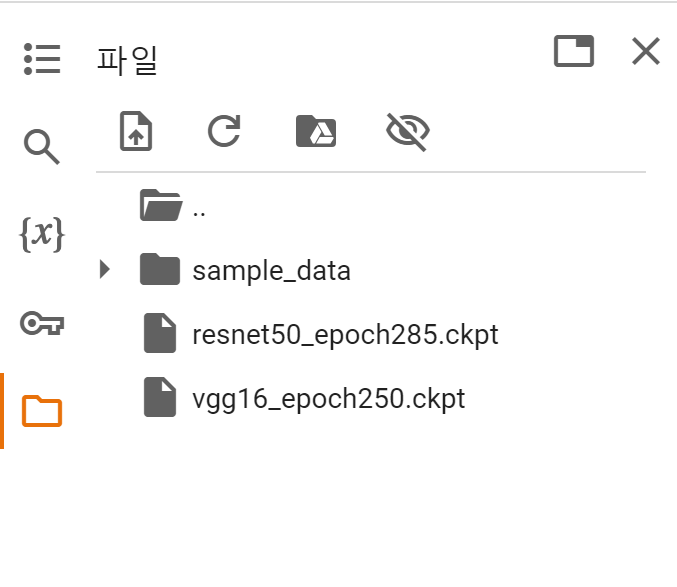 파일
{x}
..
sample_data
resnet50_epoch285.ckpt
vgg16_epoch250.ckpt